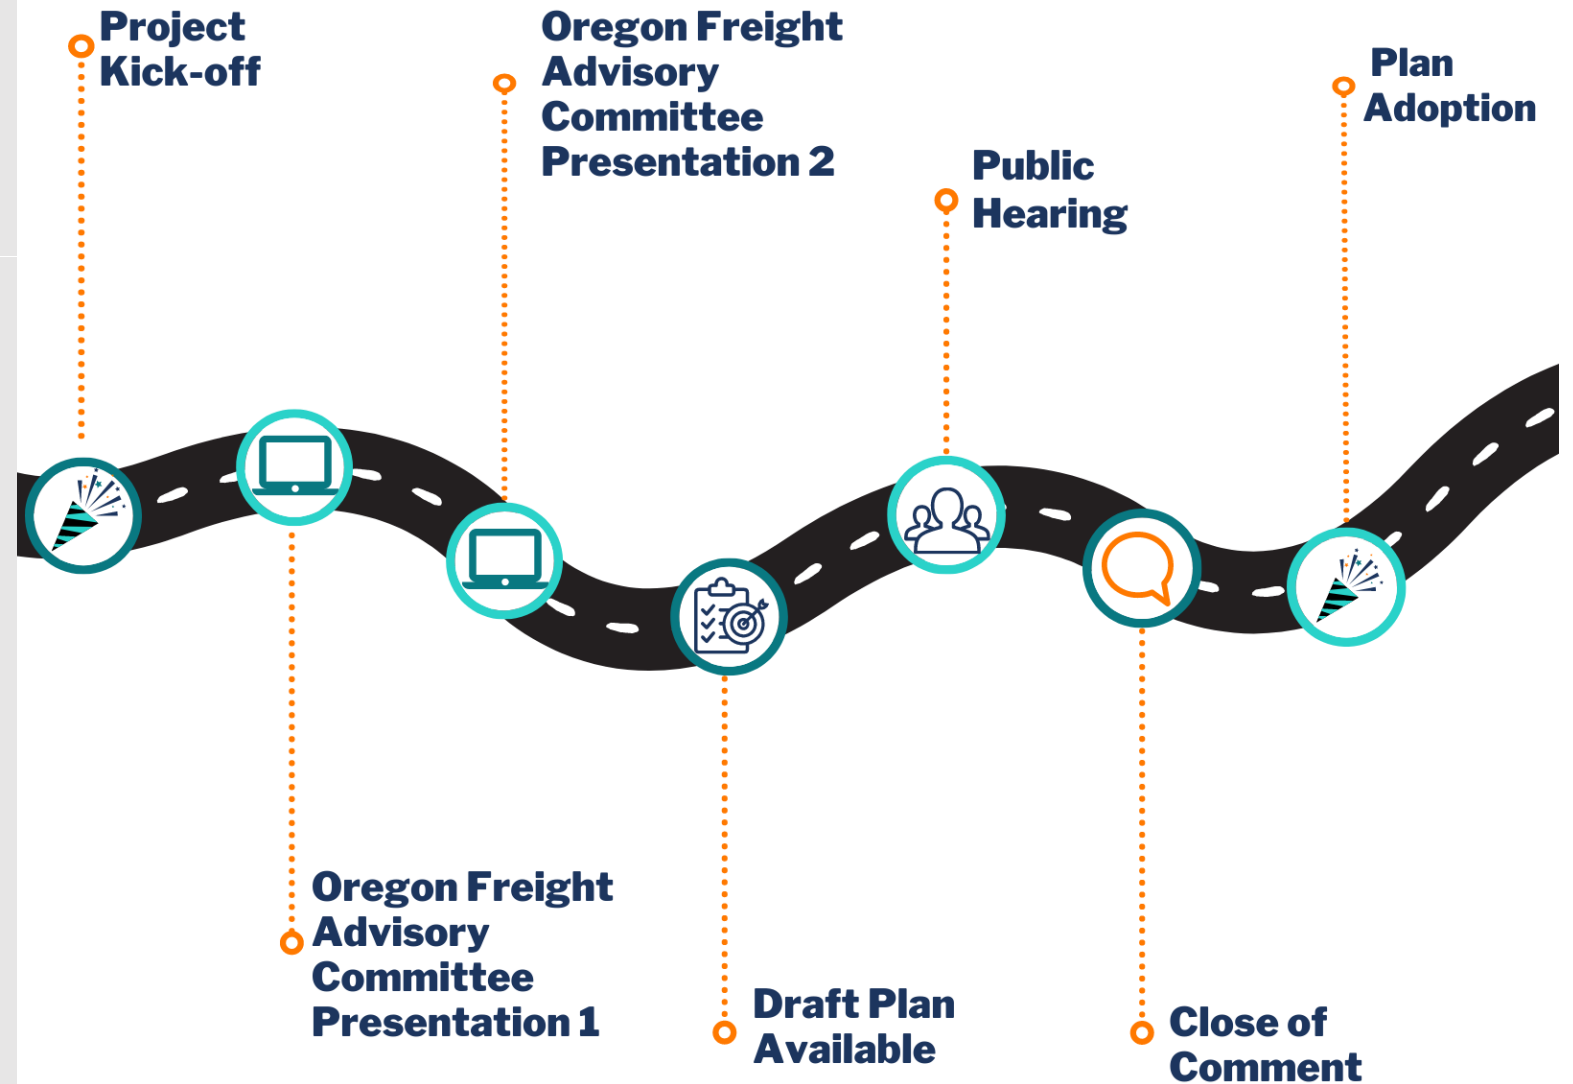 Project
Kick-off
Oregon Freight
Advisory
Committee
Presentation 2
Public
Hearing
Plan
Adoption
Oregon Freight
Advisory
Committee
Presentation 1
Draft Plan
Available
Close of
Comment